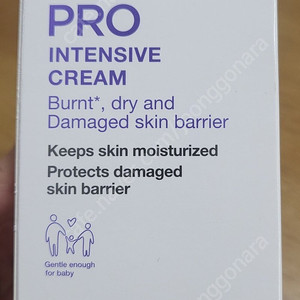 PRO
INTENSIVE
CREAM
Burnt*, dry and
Damaged skin barrier
Keeps skin moisturized
Protects damaged
skin barrier
Gentle enough
for baby